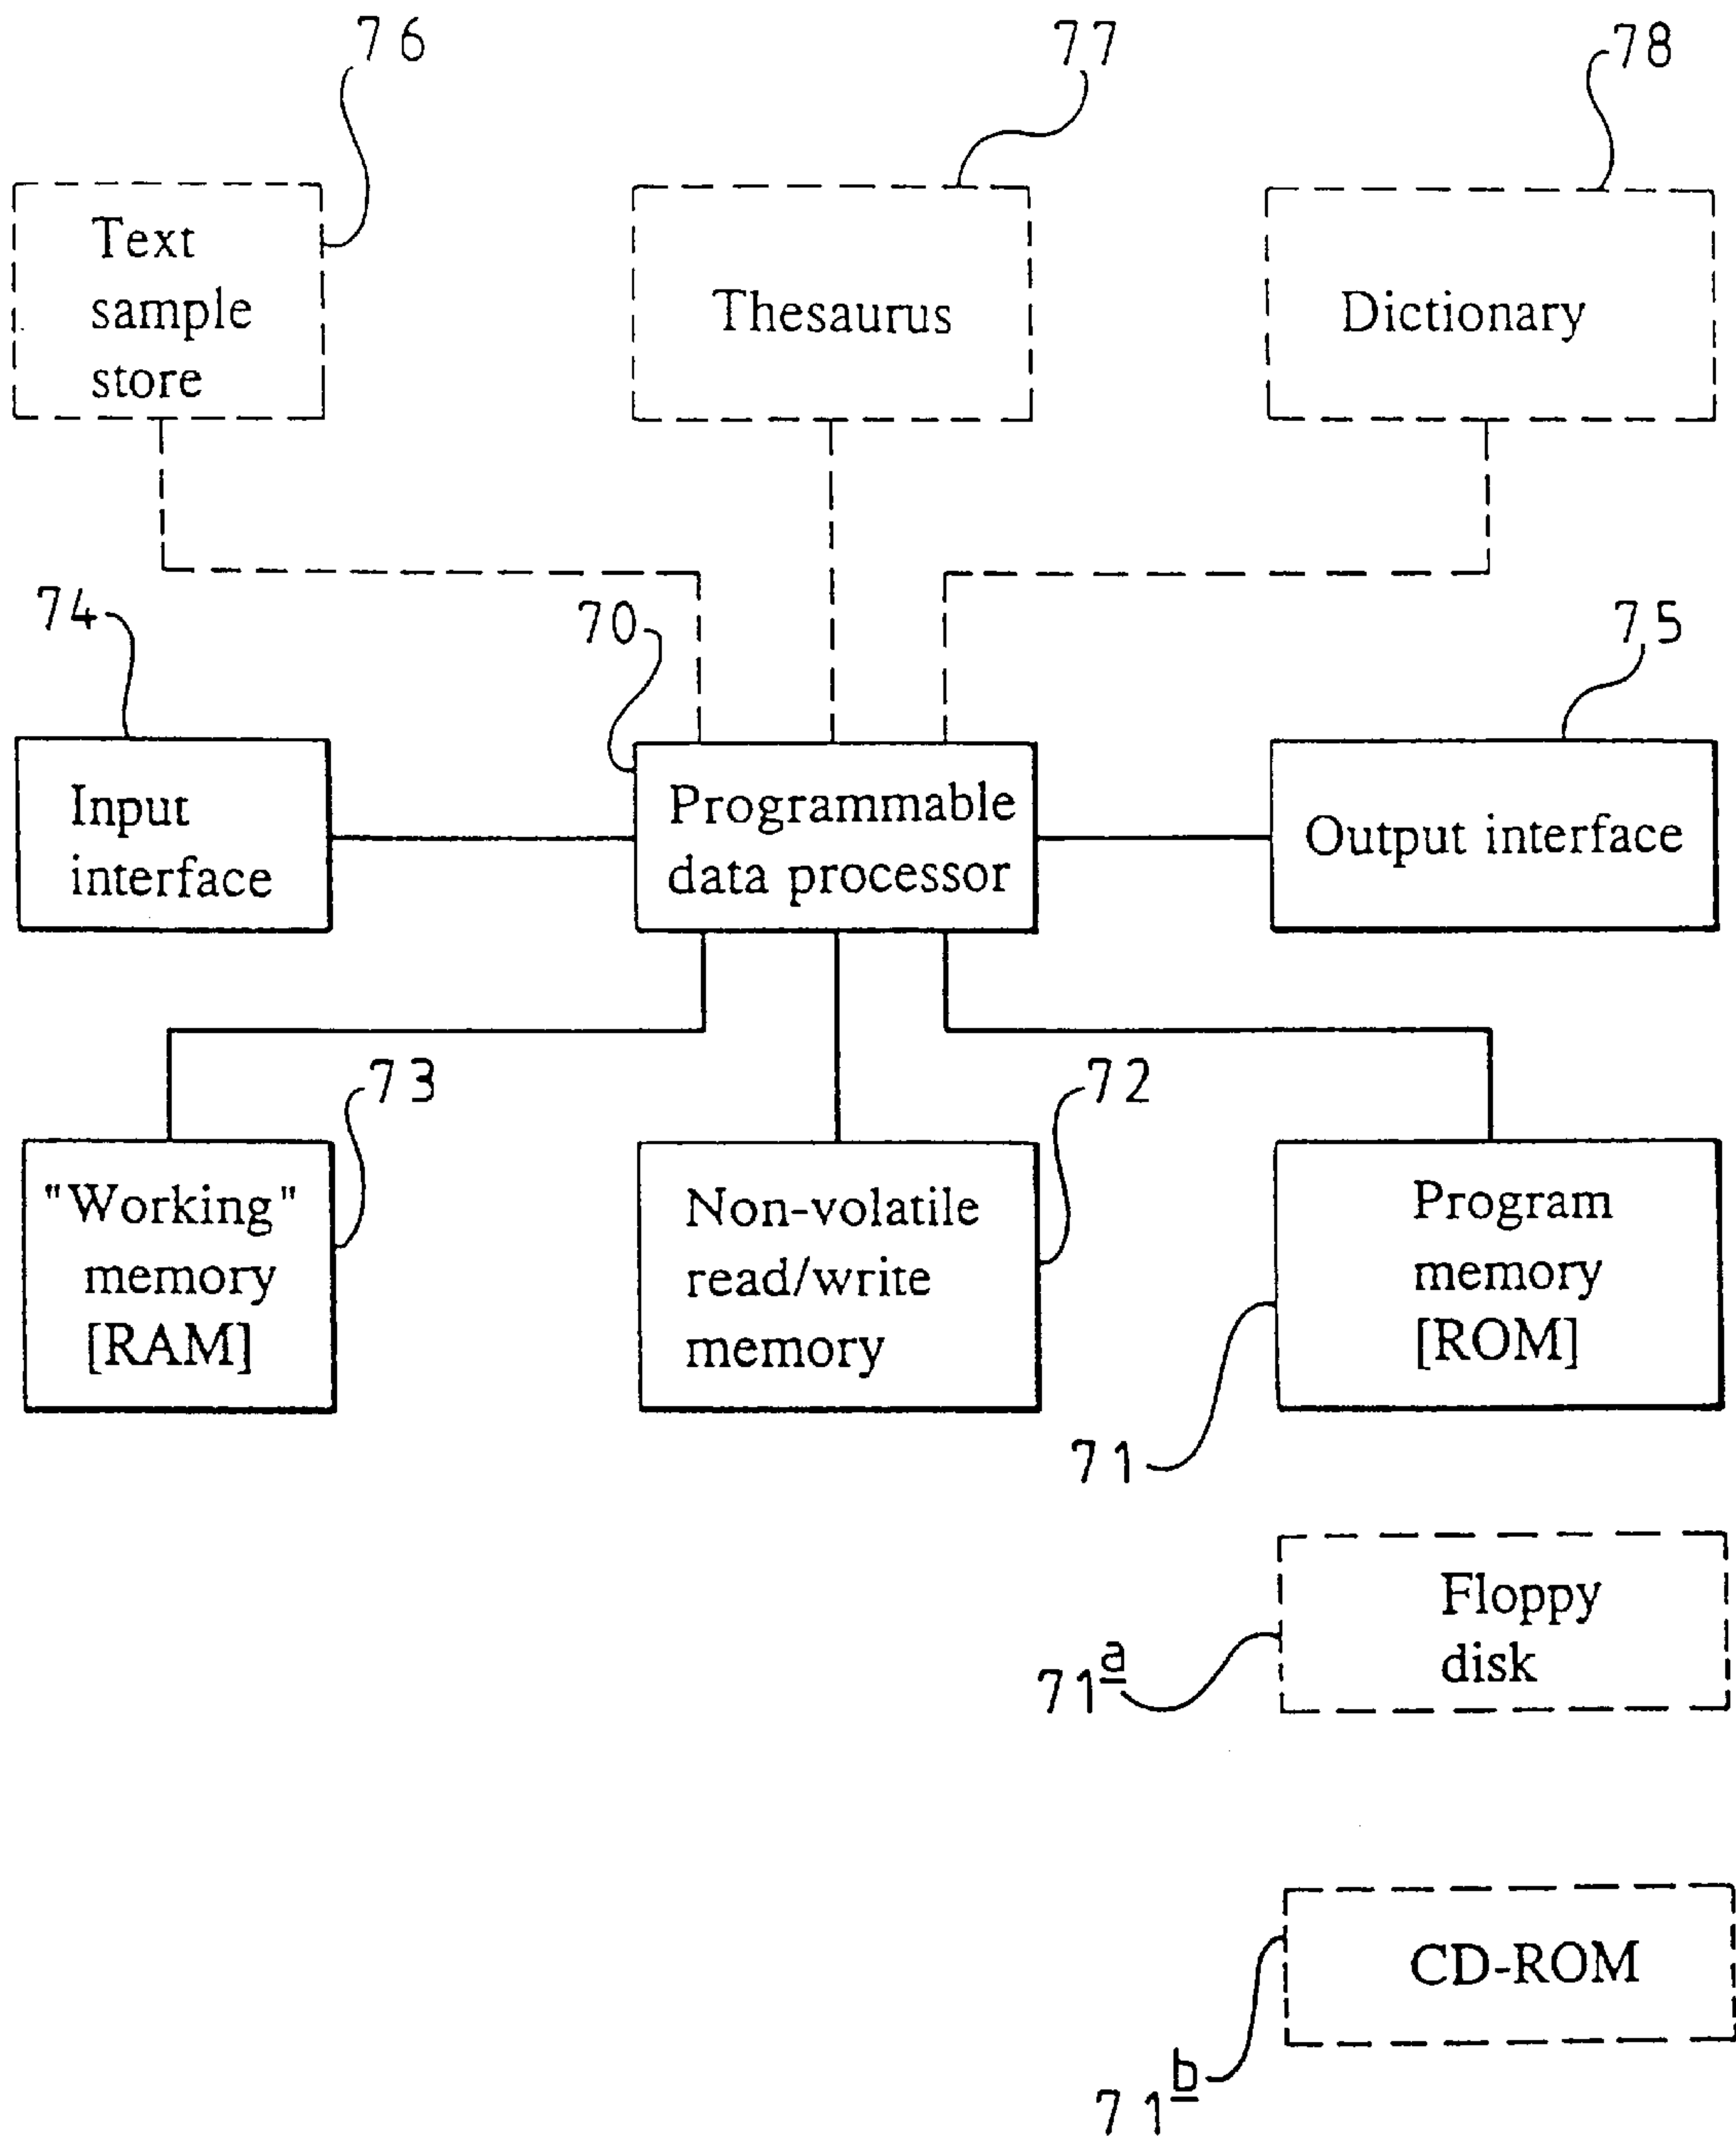 76
77
78
Text
sample
store
Thesaurus
Dictionary
74
70
75
Input
interface
Programmable
data processor
Output interface
73
72
"Working"
memory
[RAM]
Non-volatile
read/write
memory
Program
memory
[ROM]
71
Floppy
disk
71a
CD-ROM
71b